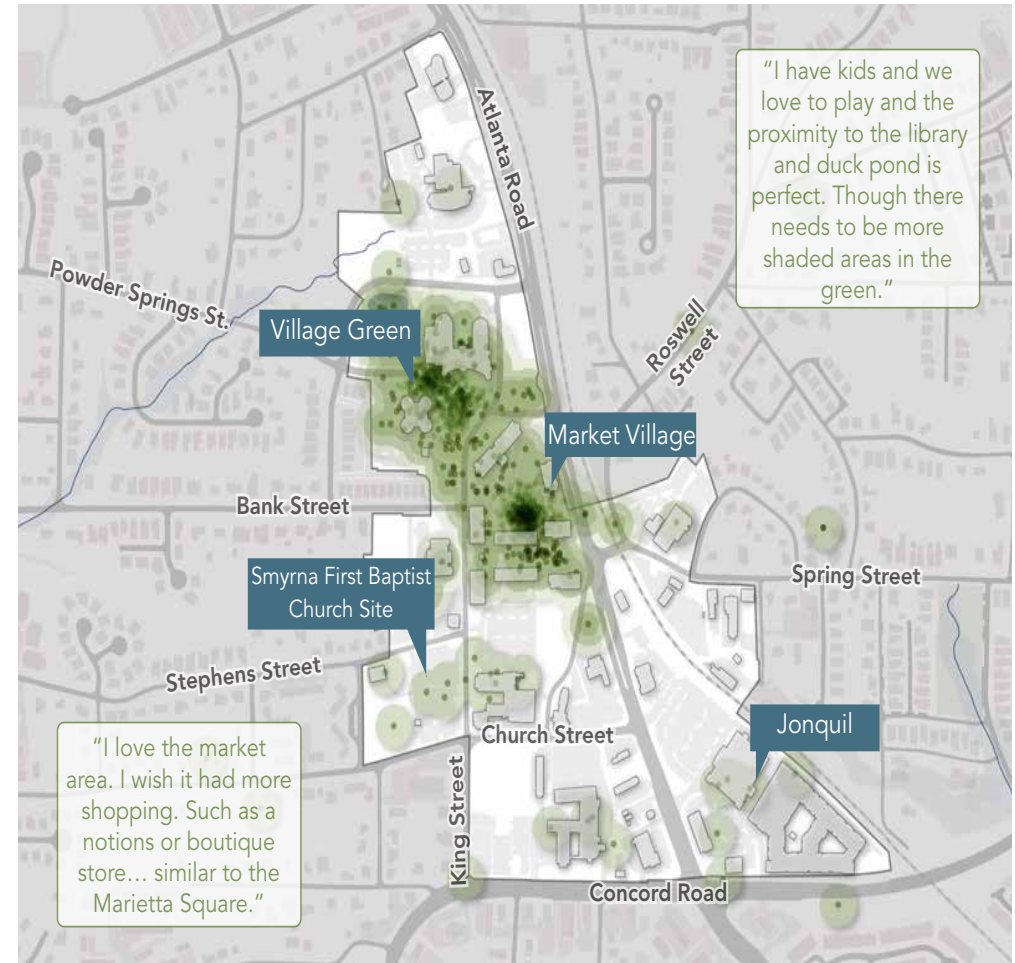 "I have kids and we
love to play and the
proximity to the library
and duck pond is
perfect. Though there
needs to be more
shaded areas in the
green."
Atlanta Road
Powder Springs St.
Roswell
Street
Village Green
Market Village
Bank Street
Smyrna First Baptist
Church Site
Spring Street
Stephens Street
Church Street
Jonquil
King Street
Concord Road
"I love the market
area. I wish it had more
shopping. Such as a
notions or boutique
store... similar to the
Marietta Square."